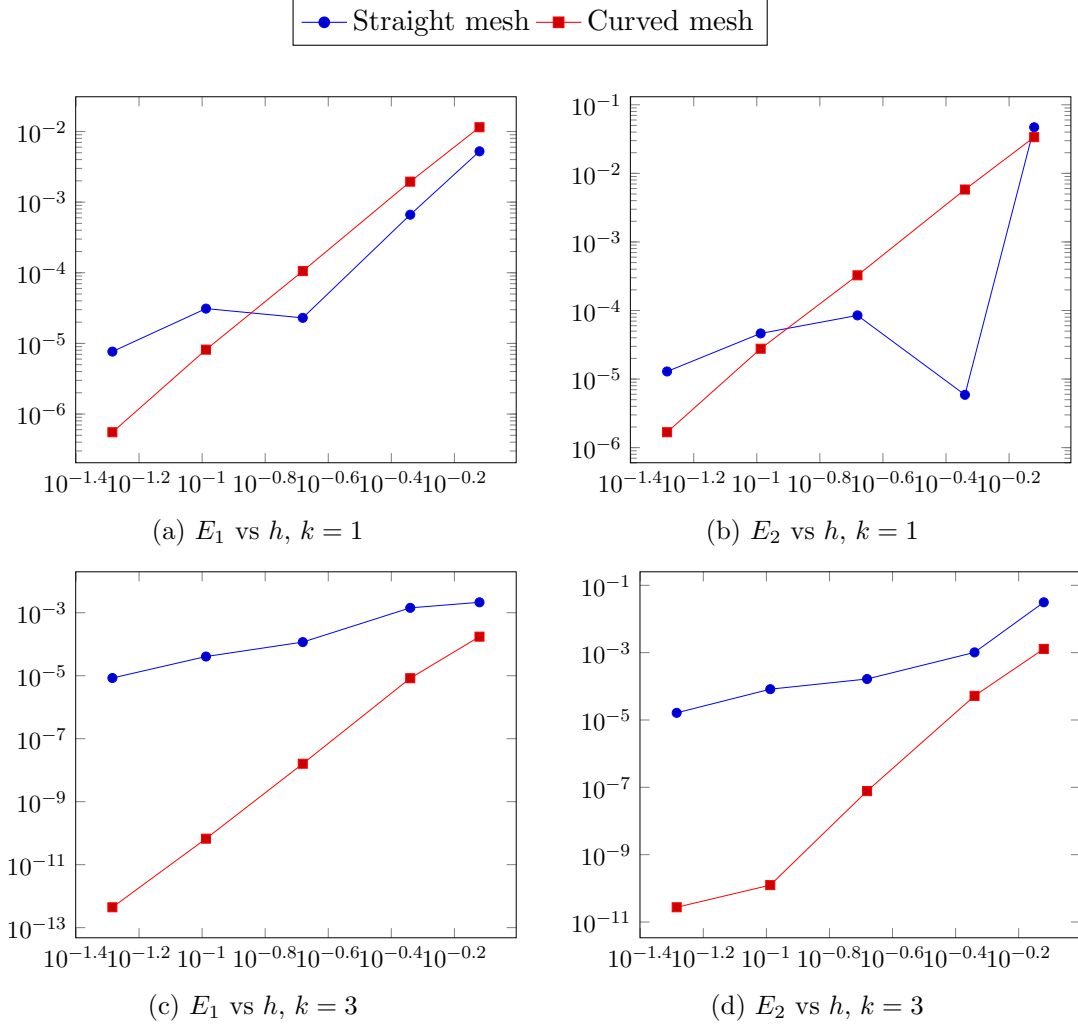 Straight mesh Curved mesh
10^{-2}
10^{-3}
10^{-4}
10^{-5}
10^{-6}
10^{-1.4} 10^{-1.2} 10^{-1} 10^{-0.8} 10^{-0.6} 10^{-0.4} 10^{-0.2}
(a) E_1 vs h, k = 1
10^{-1}
10^{-2}
10^{-3}
10^{-4}
10^{-5}
10^{-6}
10^{-1.4} 10^{-1.2} 10^{-1} 10^{-0.8} 10^{-0.6} 10^{-0.4} 10^{-0.2}
(b) E_2 vs h, k = 1
10^{-3}
10^{-5}
10^{-7}
10^{-9}
10^{-11}
10^{-13}
10^{-1.4} 10^{-1.2} 10^{-1} 10^{-0.8} 10^{-0.6} 10^{-0.4} 10^{-0.2}
(c) E_1 vs h, k = 3
10^{-1}
10^{-3}
10^{-5}
10^{-7}
10^{-9}
10^{-11}
10^{-1.4} 10^{-1.2} 10^{-1} 10^{-0.8} 10^{-0.6} 10^{-0.4} 10^{-0.2}
(d) E_2 vs h, k = 3